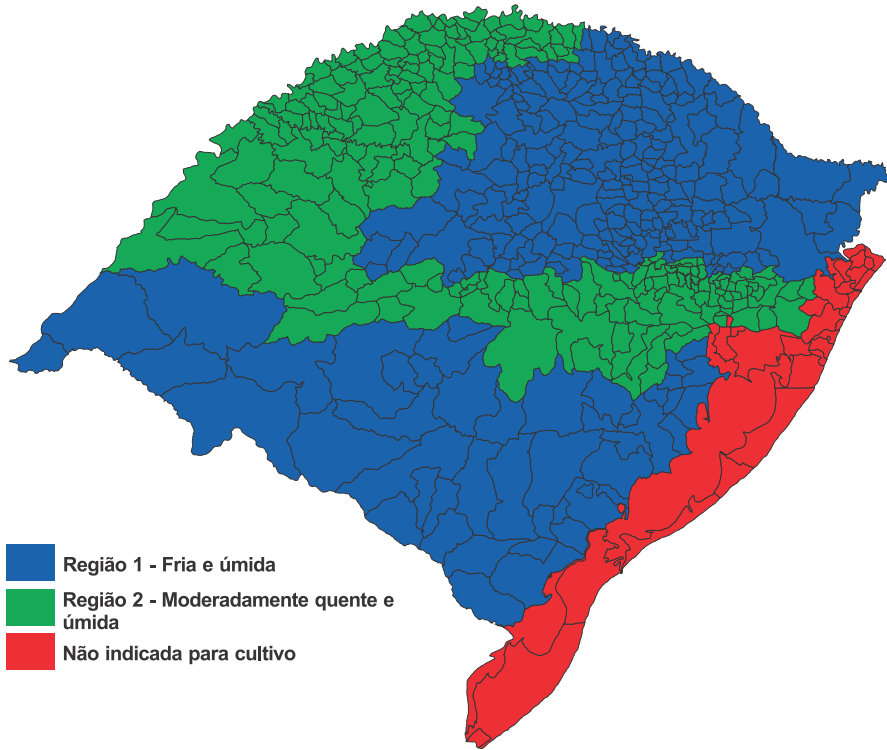 Região 1 - Fria e úmida
Região 2 - Moderadamente quente e
úmida
Não indicada para cultivo